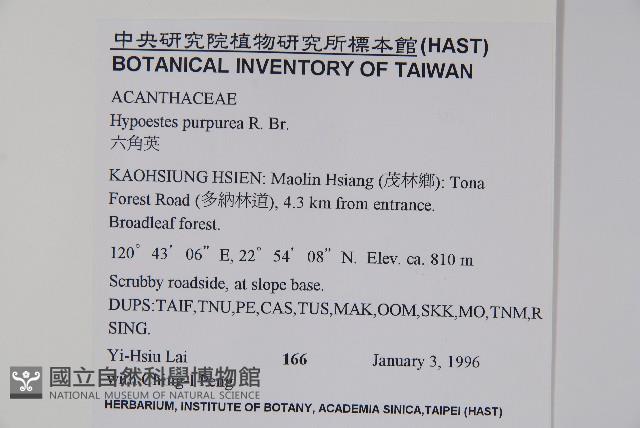 中央研究院植物研究所標本館(HAST)
BOTANICAL INVENTORY OF TAIWAN
ACANTHACEAE
Hypoestes purpurea R. Br.
六角英
KAOHSIUNG HSIEN: Maolin Hsiang (茂林鄉): Tona
Forest Road (多納林道), 4.3 km from entrance.
Broadleaf forest.
120° 43′ 06″ E, 22° 54′ 08″ N. Elev. ca. 810 m
Scrubby roadside, at slope base.
DUPS:TAIF,TNU,PE,CAS,TUS,MAK,OOM,SKK,MO,TNM,R
SING.
Yi-Hsiu Lai 166 January 3, 1996
with Ching-I Peng
國立自然科學博物館
NATIONAL MUSEUM OF NATURAL SCIENCE
HERBARIUM, INSTITUTE OF BOTANY, ACADEMIA SINICA,TAIPEI (HAST)